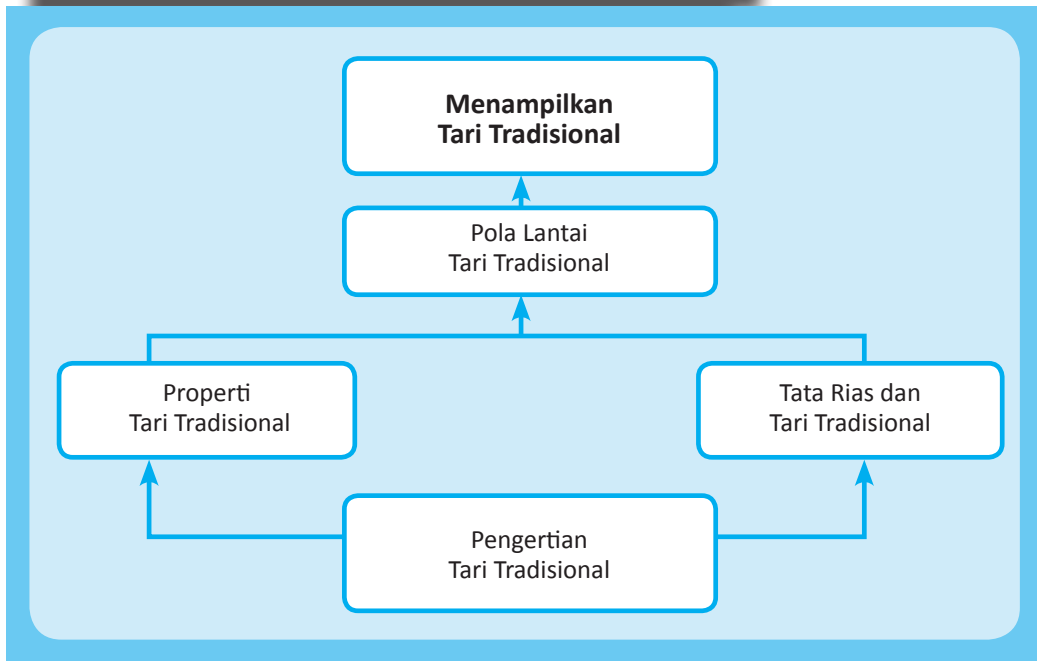 Menampilkan
Tari Tradisional
Pola Lantai
Tari Tradisional
Properti
Tari Tradisional
Tata Rias dan
Tari Tradisional
Pengertian
Tari Tradisional